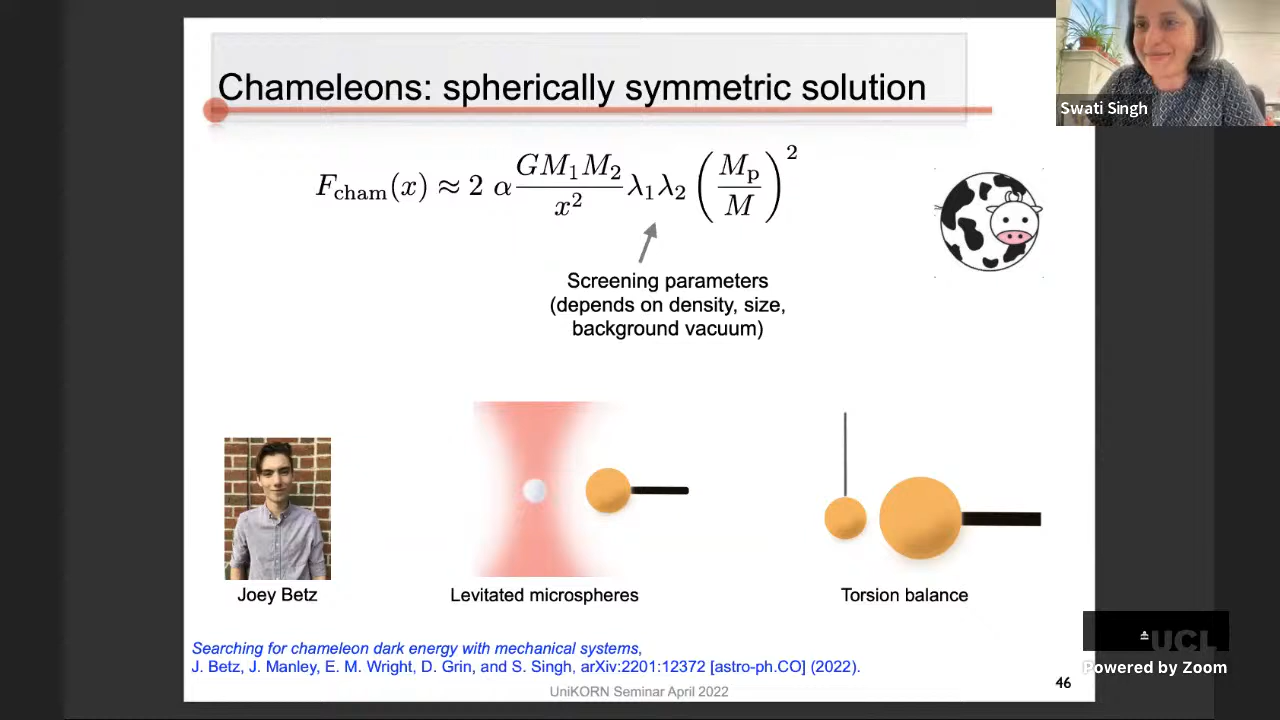 Chameleons: spherically symmetric solution
Swati Singh
F_cham(x) ≈ 2 α GM₁M₂/x² λ₁λ₂ (M_p/M)²
Screening parameters
(depends on density, size,
background vacuum)
Joey Betz
Levitated microspheres
Torsion balance
Searching for chameleon dark energy with mechanical systems,
J. Betz, J. Manley, E. M. Wright, D. Grin, and S. Singh, arXiv:2201:12372 [astro-ph.CO] (2022).
UniKORN Seminar April 2022
46
UCL
Powered by Zoom